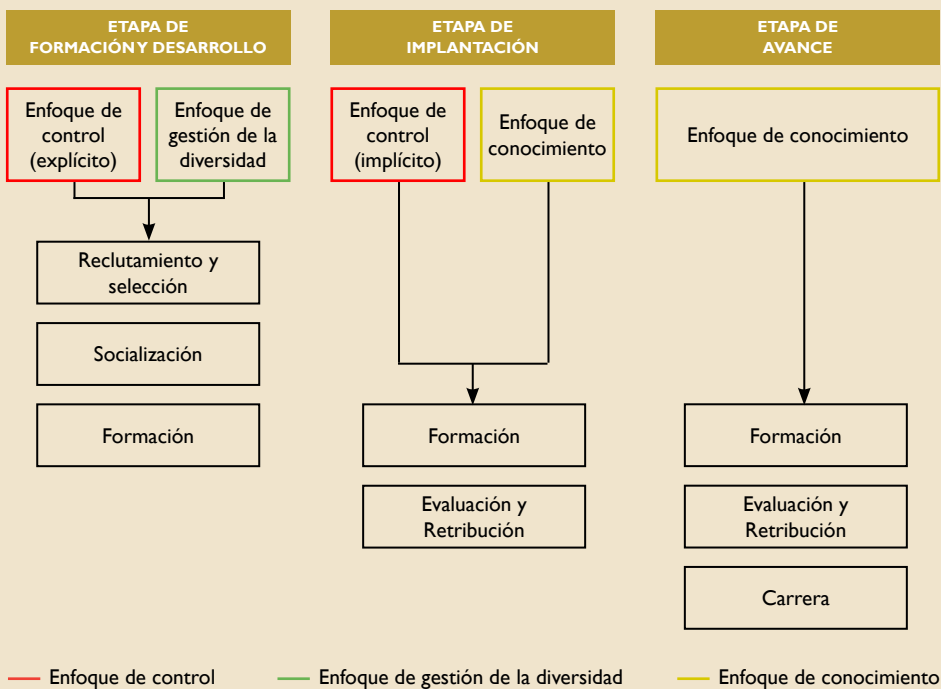 ETAPA DE
FORMACIÓN Y DESARROLLO
Enfoque de
control
(explícito)
Enfoque de
gestión de la
diversidad
Reclutamiento y
selección
Socialización
Formación
ETAPA DE
IMPLANTACIÓN
Enfoque de
control
(implícito)
Enfoque de
conocimiento
Formación
Evaluación y
Retribución
ETAPA DE
AVANCE
Enfoque de conocimiento
Formación
Evaluación y
Retribución
Carrera
Enfoque de control
Enfoque de gestión de la diversidad
Enfoque de conocimiento